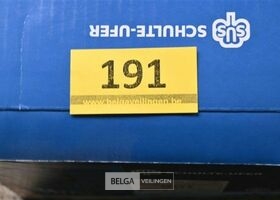 SCHULTE-UFER
SUS
191
www.belgaveilingen.be
BELGA VEILINGEN